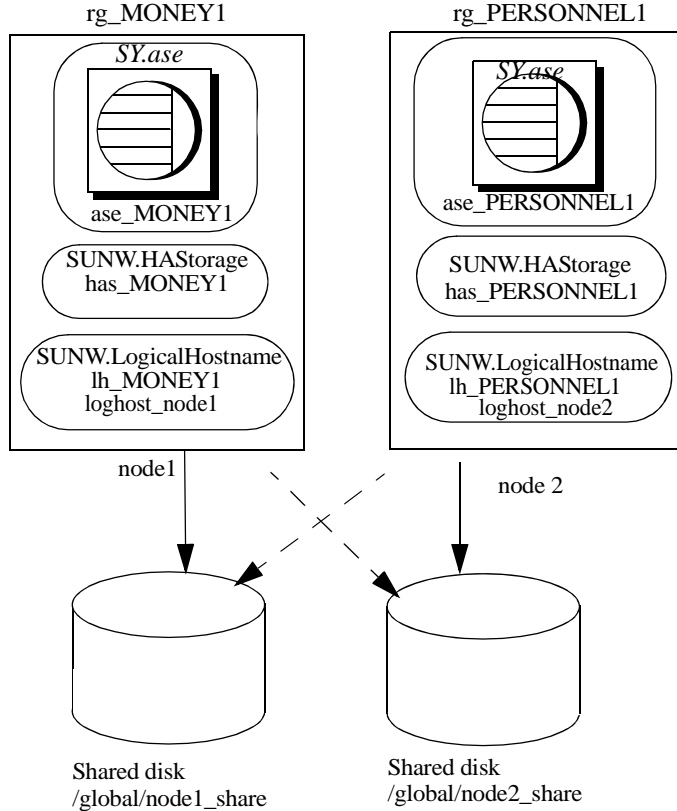 rg_MONEY1
SY.ase
ase_MONEY1
SUNW.HAStorage
has_MONEY1
SUNW.LogicalHostname
lh_MONEY1
loghost_node1
node1
rg_PERSONNEL1
SY.ase
ase_PERSONNEL1
SUNW.HAStorage
has_PERSONNEL1
SUNW.LogicalHostname
lh_PERSONNEL1
loghost_node2
node 2
Shared disk
/global/node1_share
Shared disk
/global/node2_share